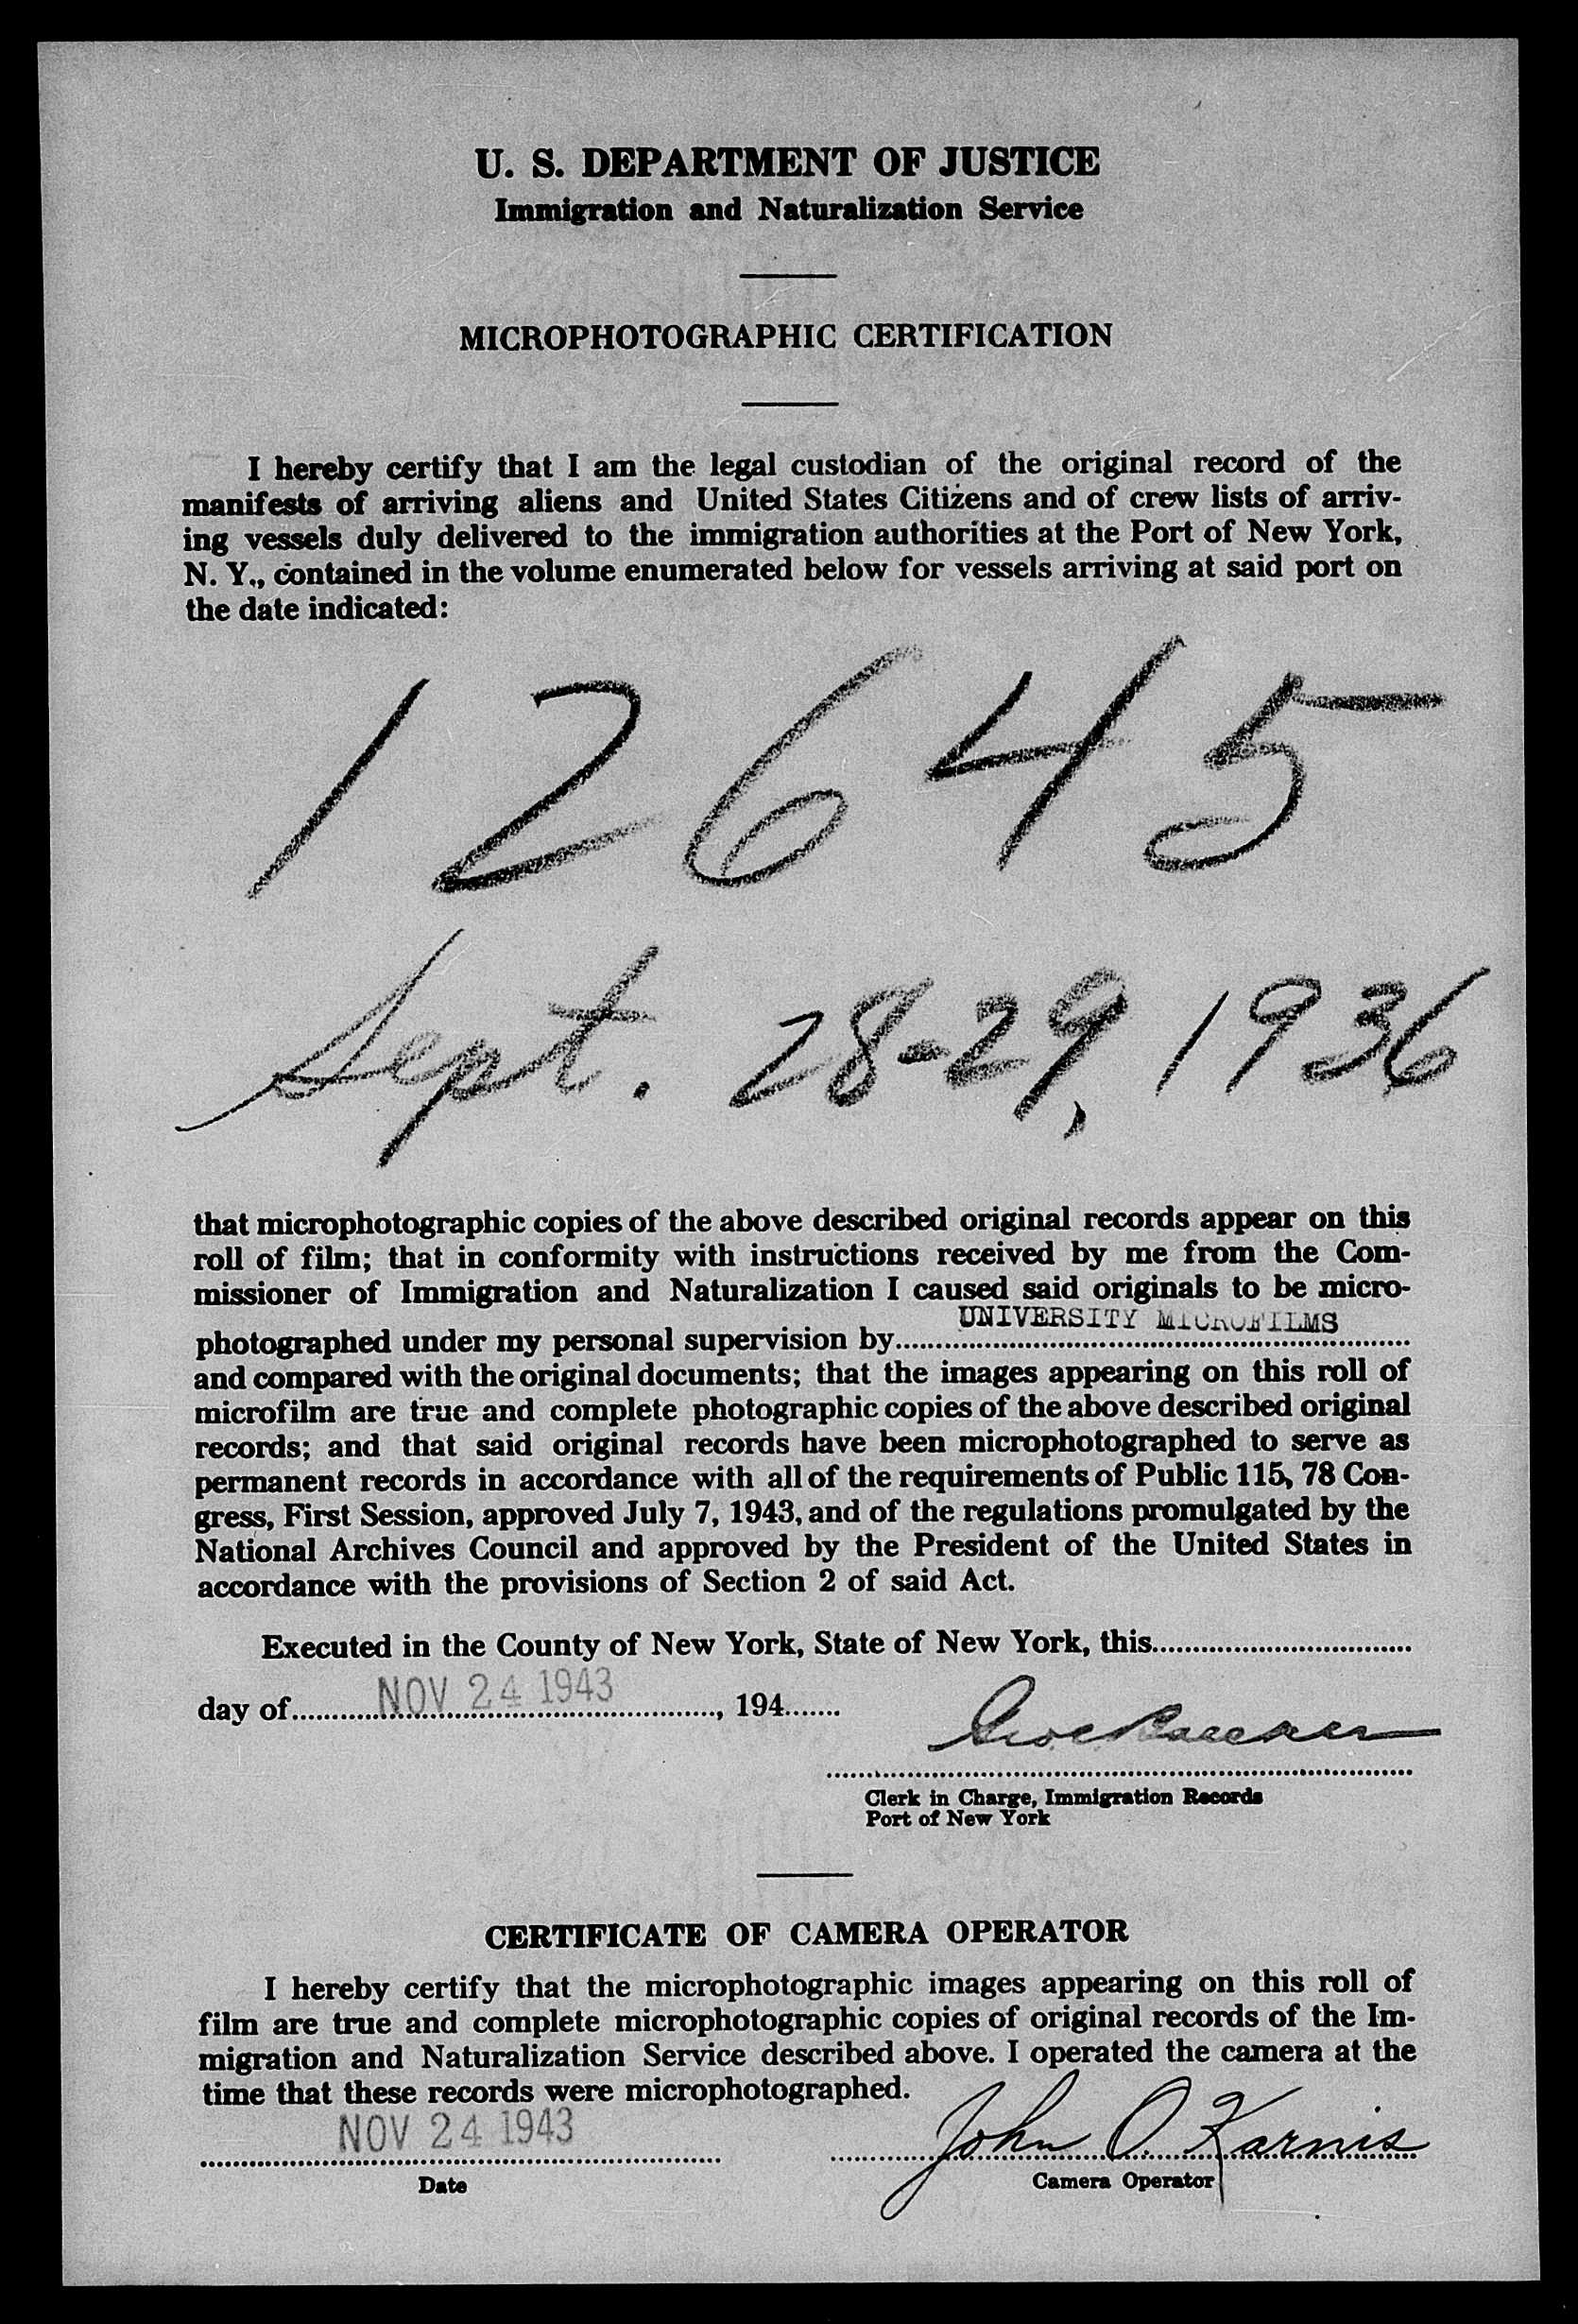 U. S. DEPARTMENT OF JUSTICE
Immigration and Naturalization Service
MICROPHOTOGRAPHIC CERTIFICATION
I hereby certify that I am the legal custodian of the original record of the
manifests of arriving aliens and United States Citizens and of crew lists of arriv-
ing vessels duly delivered to the immigration authorities at the Port of New York,
N. Y., contained in the volume enumerated below for vessels arriving at said port on
the date indicated:
12645
Sept. 28-29, 1936
that microphotographic copies of the above described original records appear on this
roll of film; that in conformity with instructions received by me from the Com-
missioner of Immigration and Naturalization I caused said originals to be micro-
UNIVERSITY MICROFILMS
photographed under my personal supervision by
and compared with the original documents; that the images appearing on this roll of
microfilm are true and complete photographic copies of the above described original
records; and that said original records have been microphotographed to serve as
permanent records in accordance with all of the requirements of Public 115, 78 Con-
gress, First Session, approved July 7, 1943, and of the regulations promulgated by the
National Archives Council and approved by the President of the United States in
accordance with the provisions of Section 2 of said Act.
Executed in the County of New York, State of New York, this
day of NOV 24 1943, 194
Clerk in Charge, Immigration Records
Port of New York
CERTIFICATE OF CAMERA OPERATOR
I hereby certify that the microphotographic images appearing on this roll of
film are true and complete microphotographic copies of original records of the Im-
migration and Naturalization Service described above. I operated the camera at the
time that these records were microphotographed.
NOV 24 1943 John O. Karnis
Date Camera Operator